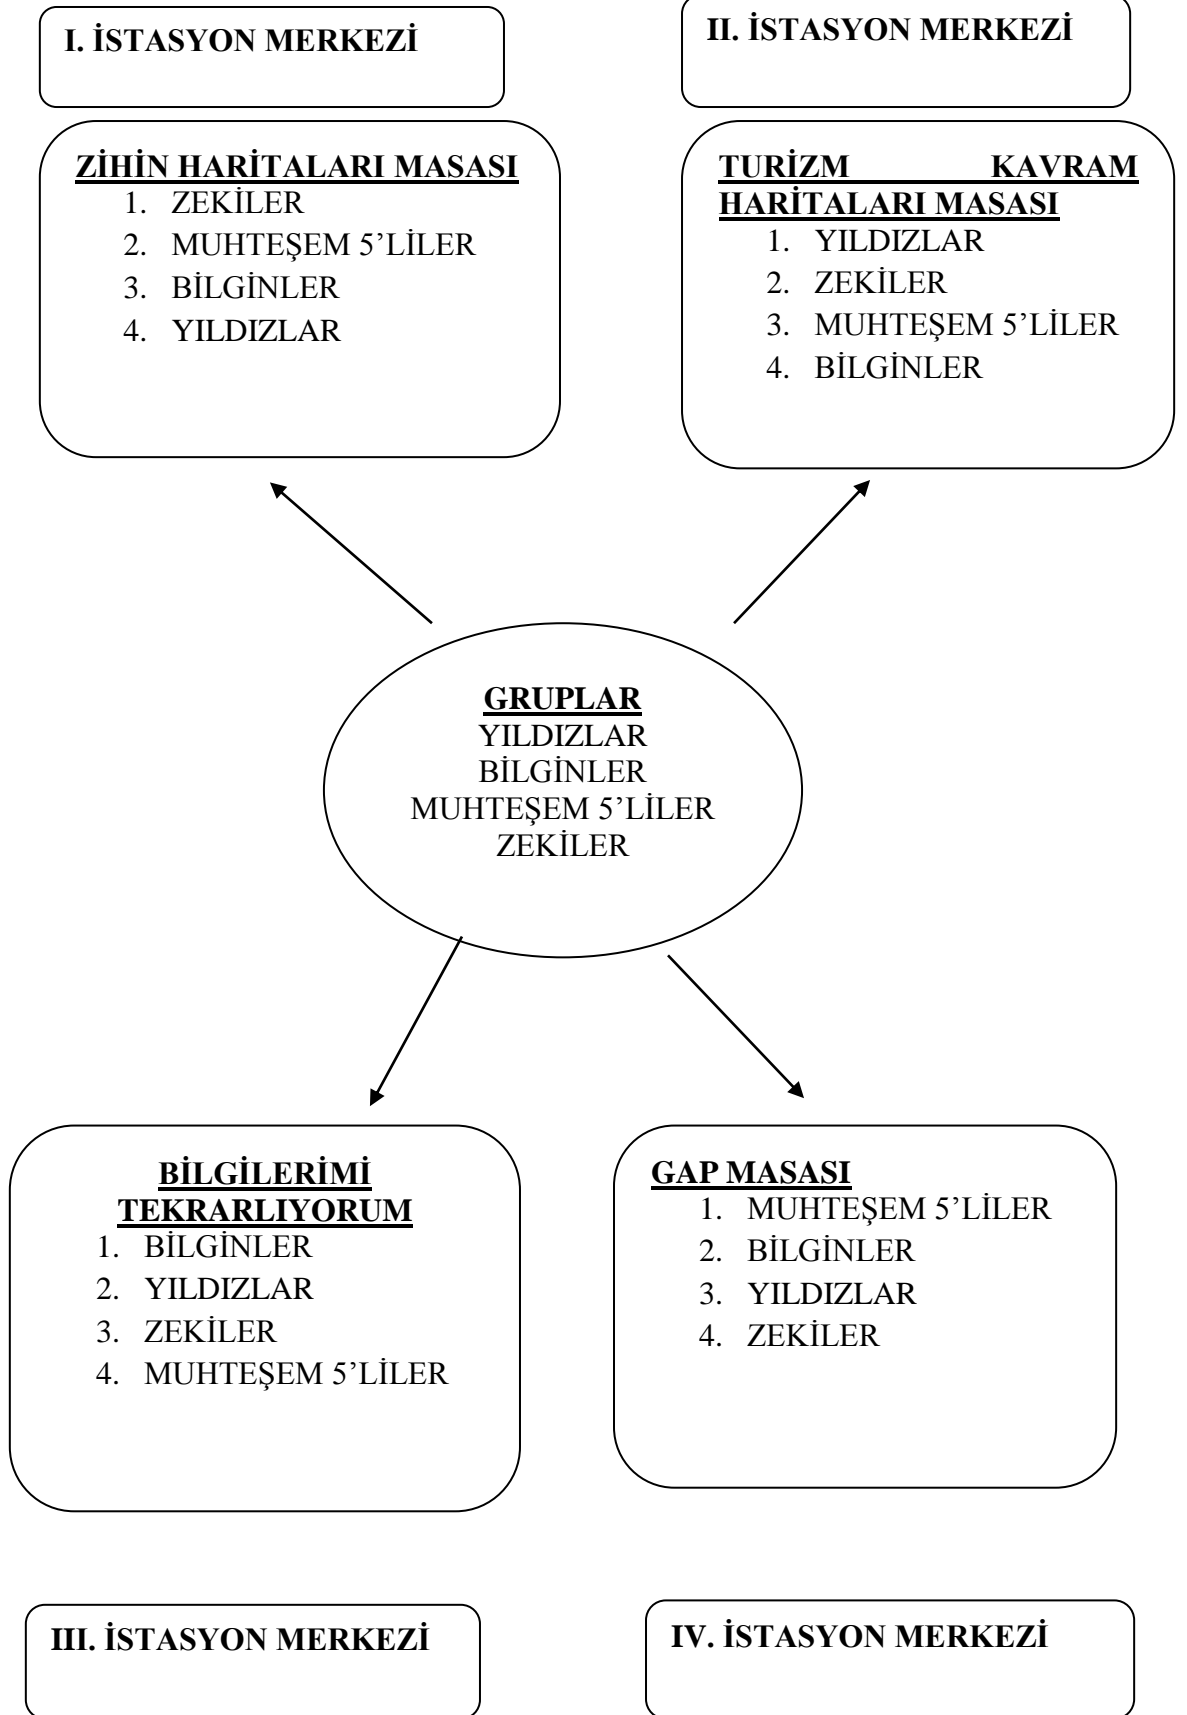 I. İSTASYON MERKEZİ
II. İSTASYON MERKEZİ
ZİHİN HARİTALARI MASASI
1. ZEKİLER
2. MUHTEŞEM 5’LİLER
3. BİLGİNLER
4. YILDIZLAR
TURİZM KAVRAM
HARİTALARI MASASI
1. YILDIZLAR
2. ZEKİLER
3. MUHTEŞEM 5’LİLER
4. BİLGİNLER
GRUPLAR
YILDIZLAR
BİLGİNLER
MUHTEŞEM 5’LİLER
ZEKİLER
BİLGİLERİMİ
TEKRARLIYORUM
1. BİLGİNLER
2. YILDIZLAR
3. ZEKİLER
4. MUHTEŞEM 5’LİLER
GAP MASASI
1. MUHTEŞEM 5’LİLER
2. BİLGİNLER
3. YILDIZLAR
4. ZEKİLER
III. İSTASYON MERKEZİ
IV. İSTASYON MERKEZİ